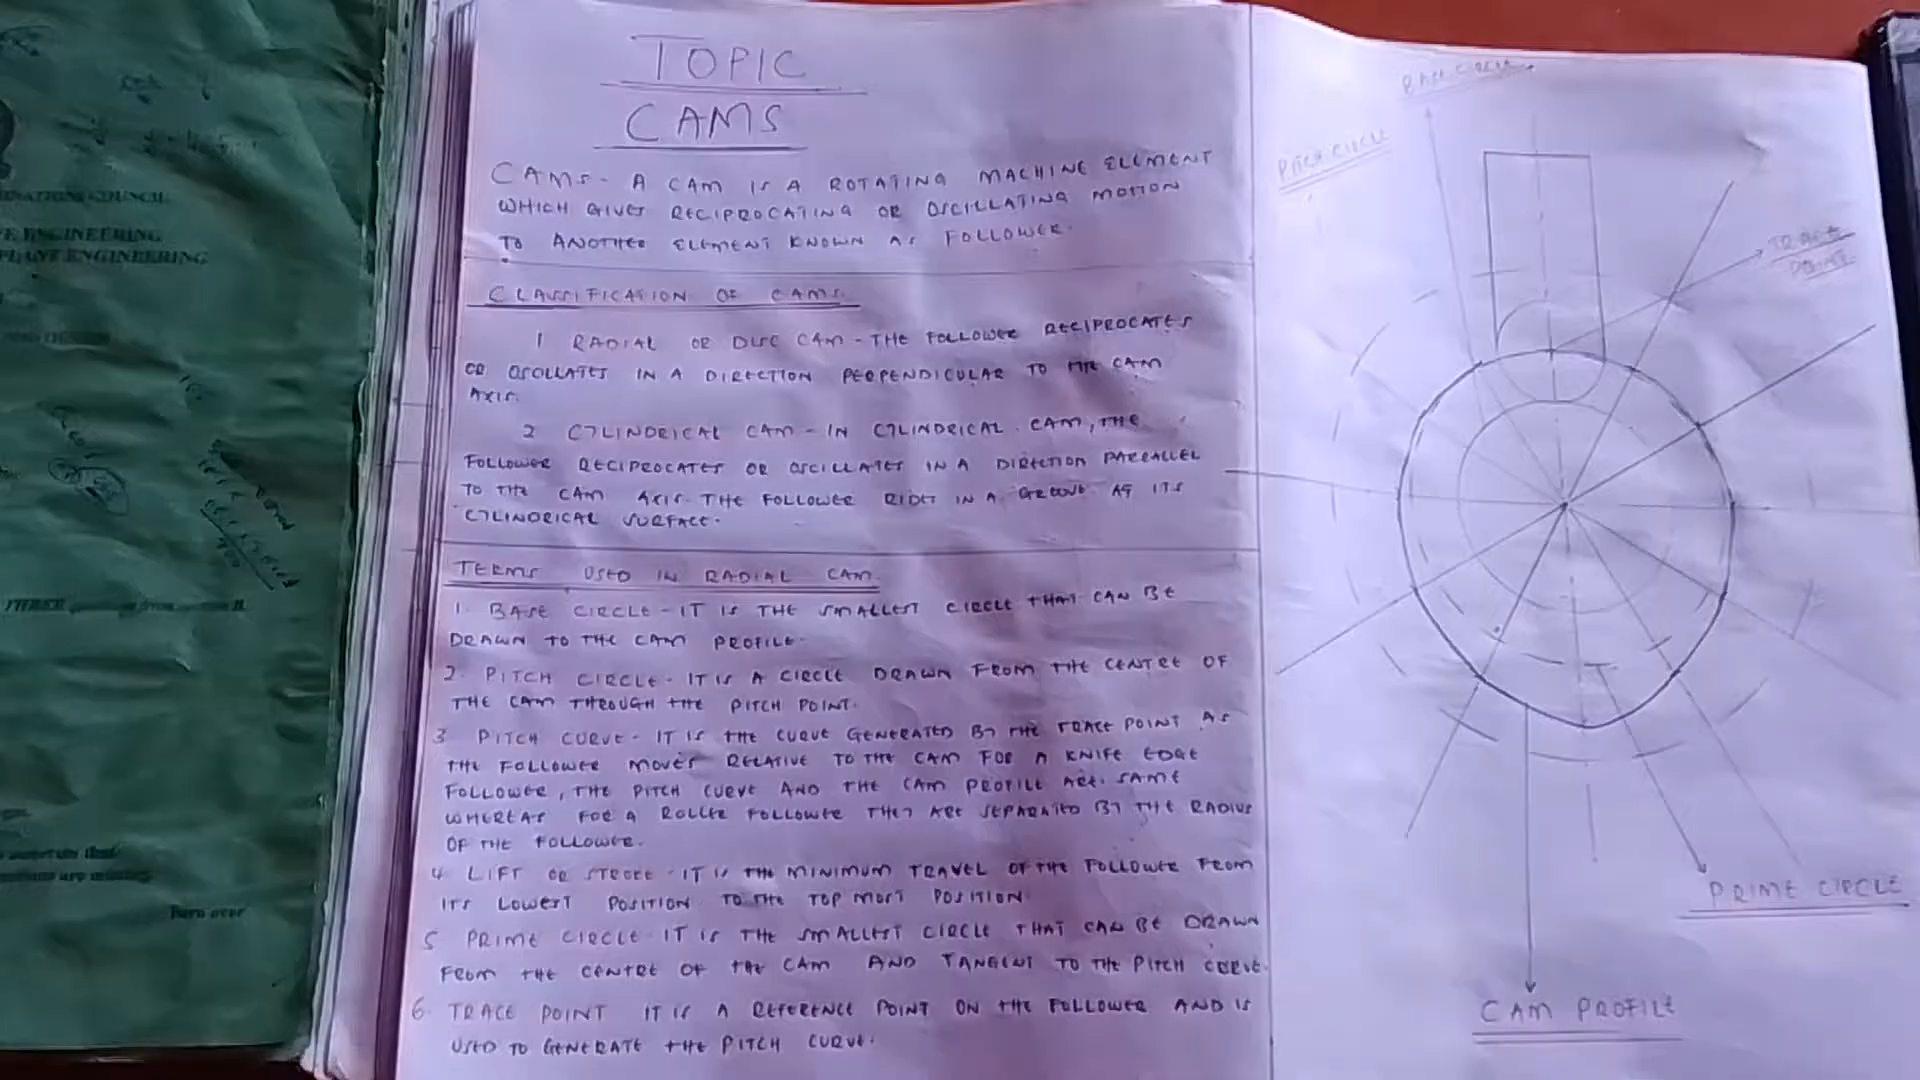 TOPIC
CAMS
CAMS - A CAM IS A ROTATING MACHINE ELEMENT
WHICH GIVES RECIPROCATING OR OSCILLATING MOTION
TO ANOTHER ELEMENT KNOWN AS FOLLOWER.
CLASSIFICATION OF CAMS.
1 RADIAL OR DISC CAM - THE FOLLOWER RECIPROCATES
OR OSOLLATES IN A DIRECTION PERPENDICULAR TO THE CAM
AXIS.
2 CYLINDRICAL CAM - IN CYLINDRICAL CAM, THE
FOLLOWER RECIPROCATES OR OSCILLATES IN A DIRECTION PARRALLEL
TO THE CAM AXIS. THE FOLLOWER RIDES IN A GROOVE AT ITS
CYLINDRICAL SURFACE.
TERMS USED IN RADIAL CAM.
1. BASE CIRCLE - IT IS THE SMALLEST CIRCLE THAT CAN BE
DRAWN TO THE CAM PROFILE.
2. PITCH CIRCLE - IT IS A CIRCLE DRAWN FROM THE CENTRE OF
THE CAM THROUGH THE PITCH POINT.
3 PITCH CURVE - IT IS THE CURVE GENERATED BY THE TRACE POINT AS
THE FOLLOWER MOVES RELATIVE TO THE CAM FOR A KNIFE EDGE
FOLLOWER, THE PITCH CURVE AND THE CAM PROFILE ARE SAME
WHEREAS FOR A ROLLER FOLLOWER THEY ARE SEPARATED BY THE RADIUS
OF THE FOLLOWER.
4. LIFT OR STROKE - IT IS THE MINIMUM TRAVEL OF THE FOLLOWER FROM
ITS LOWEST POSITION TO THE TOP MOST POSITION.
5 PRIME CIRCLE - IT IS THE SMALLEST CIRCLE THAT CAN BE DRAWN
FROM THE CENTRE OF THE CAM AND TANGENT TO THE PITCH CURVE.
6. TRACE POINT IT IS A REFERENCE POINT ON THE FOLLOWER AND IS
USED TO GENERATE THE PITCH CURVE.
BASE CIRCLE
PITCH CIRCLE
TRACE
POINT
PRIME CIRCLE
CAM PROFILE
COUNCIL
ENGINEERING
PLANT ENGINEERING
THREE
from section B.
Turn over